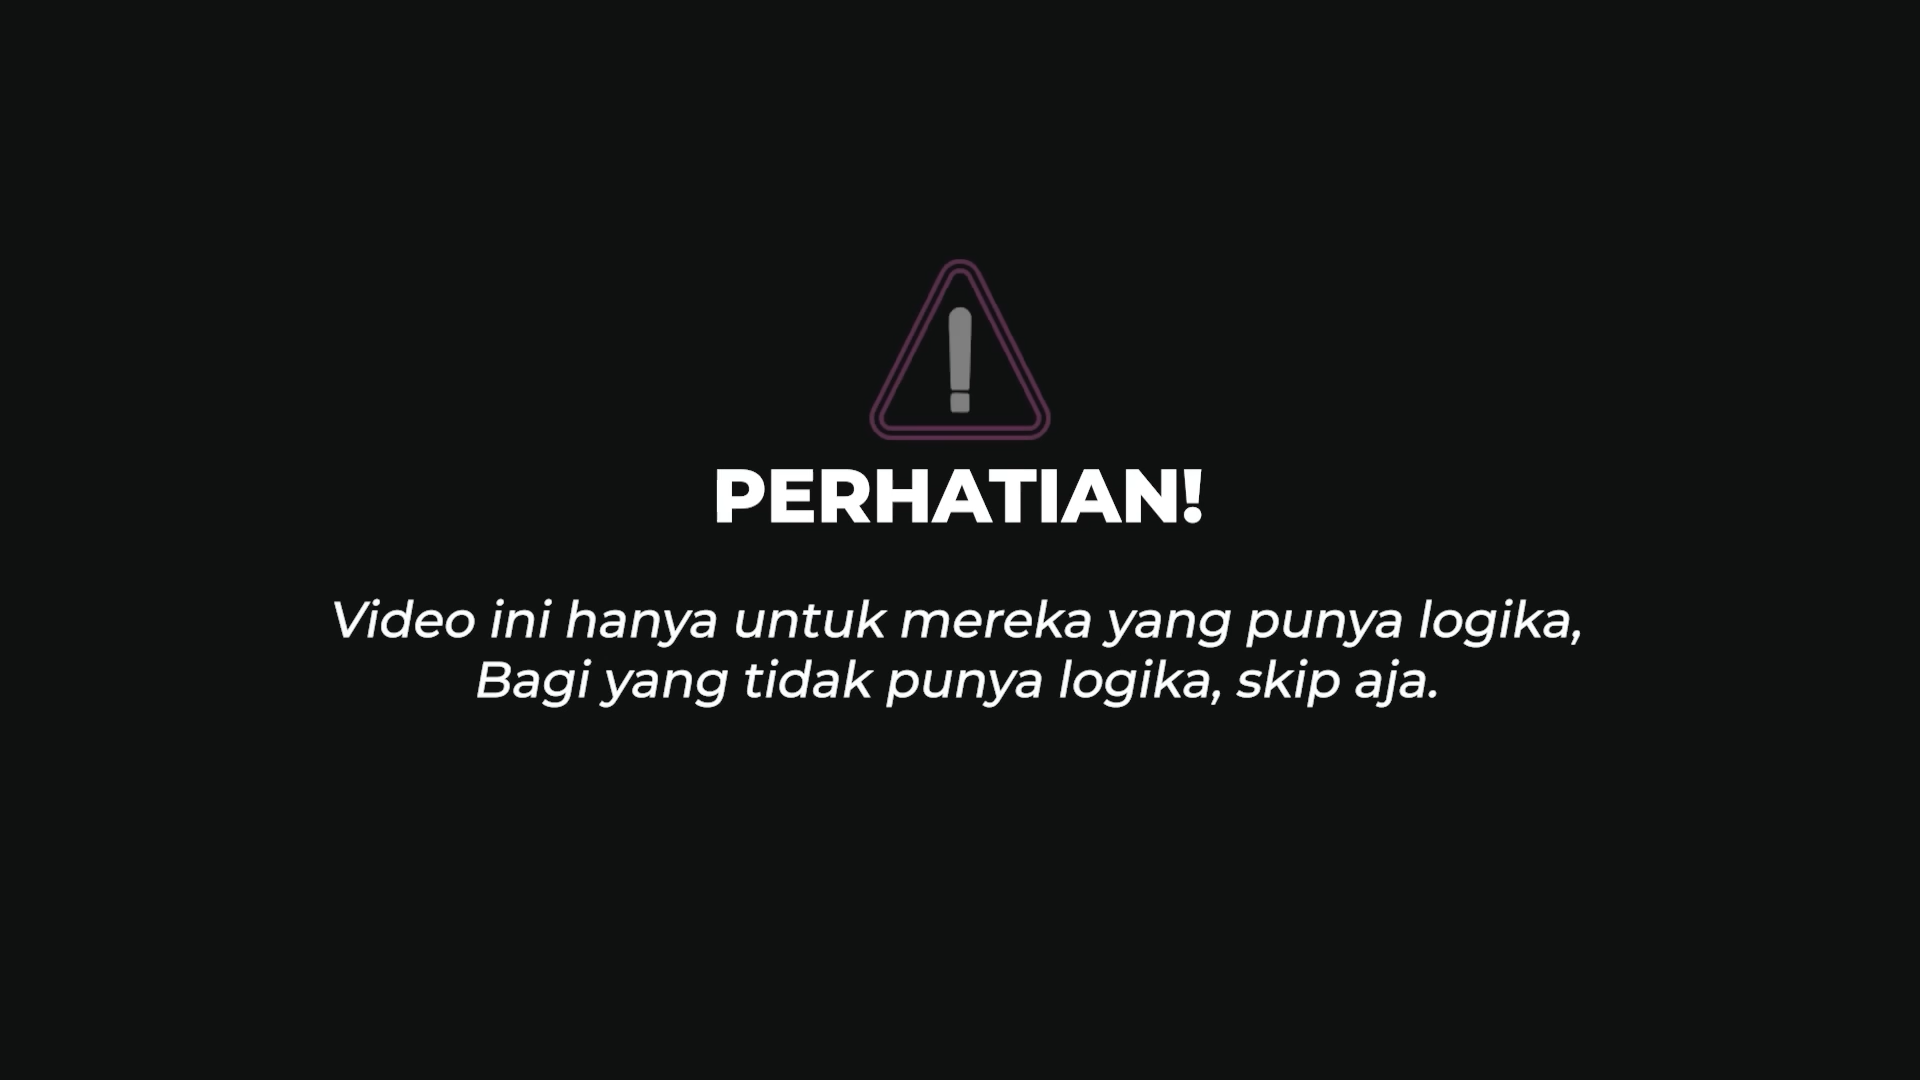 PERHATIAN!
Video ini hanya untuk mereka yang punya logika,
Bagi yang tidak punya logika, skip aja.